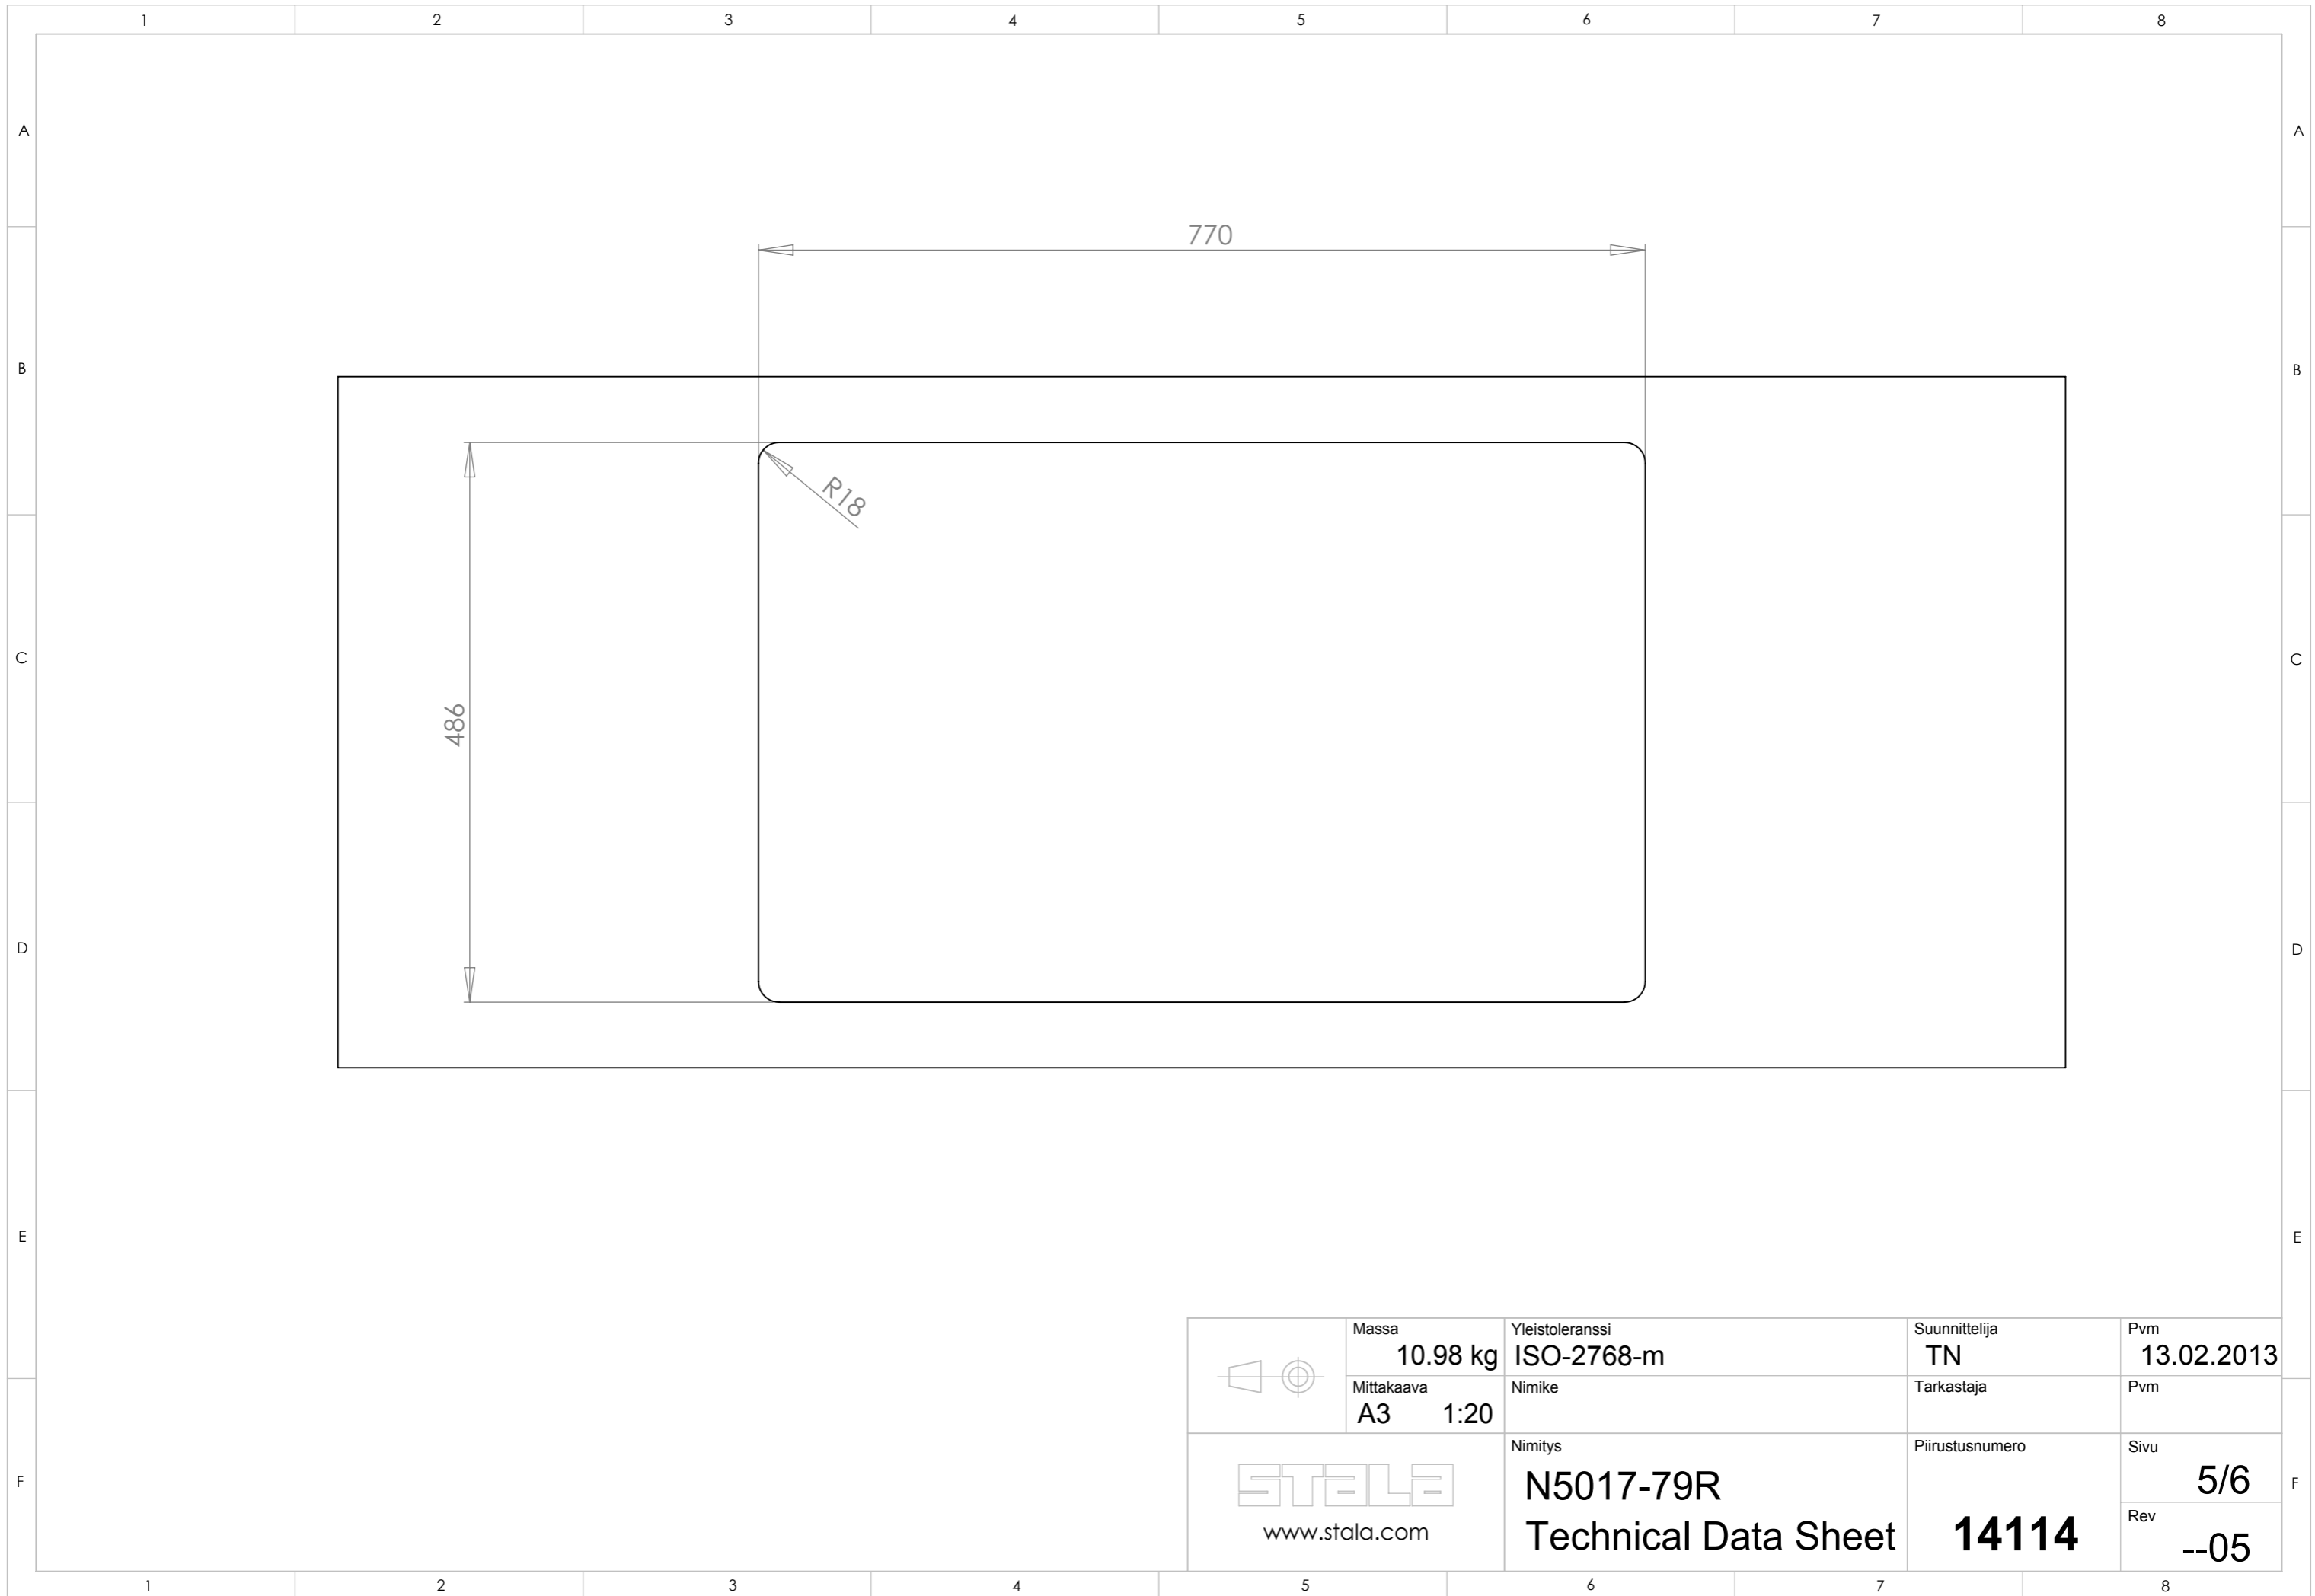 1 2 3 4 5 6 7 8
A A
770
B B
R18
C C
486
D D
E E
Massa Yleistoleranssi Suunnittelija Pvm
10.98 kg ISO-2768-m TN 13.02.2013
Mittakaava Nimike Tarkastaja Pvm
A3 1:20
Nimitys Piirustusnumero Sivu
F STALA N5017-79R 5/6 F
www.stala.com Technical Data Sheet 14114 Rev
--05
1 2 3 4 5 6 7 8